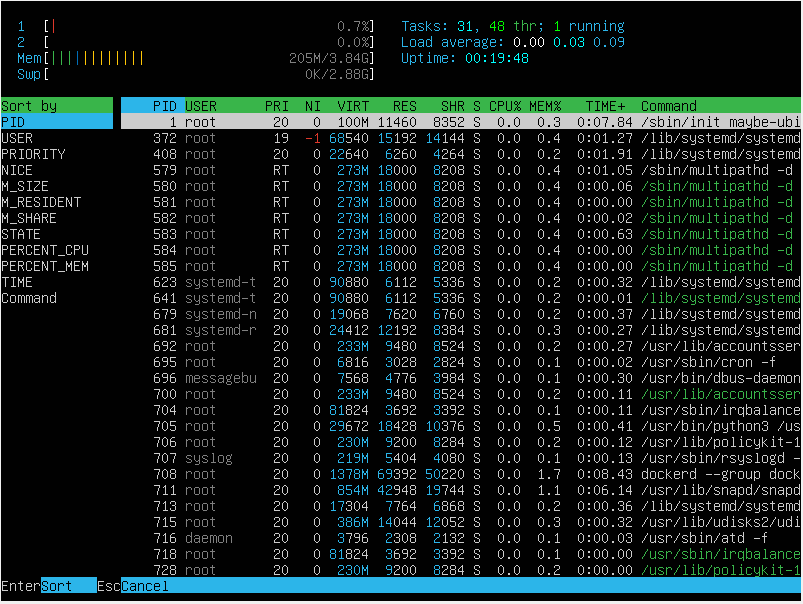 1 [| 0.7%] Tasks: 31, 48 thr; 1 running
2 [ 0.0%] Load average: 0.00 0.03 0.09
Mem[|||||||||||| 205M/3.84G] Uptime: 00:19:48
Swp[ 0K/2.88G]
Sort by PID USER PRI NI VIRT RES SHR S CPU% MEM% TIME+ Command
PID 1 root 20 0 100M 11460 8352 S 0.0 0.3 0:07.84 /sbin/init maybe-ubi
USER 372 root 19 -1 68540 15192 14144 S 0.0 0.4 0:01.27 /lib/systemd/systemd
PRIORITY 408 root 20 0 22640 6260 4264 S 0.0 0.2 0:01.91 /lib/systemd/systemd
NICE 579 root RT 0 273M 18000 8208 S 0.0 0.4 0:01.05 /sbin/multipathd -d
M_SIZE 580 root RT 0 273M 18000 8208 S 0.0 0.4 0:00.06 /sbin/multipathd -d
M_RESIDENT 581 root RT 0 273M 18000 8208 S 0.0 0.4 0:00.00 /sbin/multipathd -d
M_SHARE 582 root RT 0 273M 18000 8208 S 0.0 0.4 0:00.02 /sbin/multipathd -d
STATE 583 root RT 0 273M 18000 8208 S 0.0 0.4 0:00.63 /sbin/multipathd -d
PERCENT_CPU 584 root RT 0 273M 18000 8208 S 0.0 0.4 0:00.00 /sbin/multipathd -d
PERCENT_MEM 585 root RT 0 273M 18000 8208 S 0.0 0.4 0:00.00 /sbin/multipathd -d
TIME 623 systemd-t 20 0 90880 6112 5336 S 0.0 0.2 0:00.32 /lib/systemd/systemd
Command 641 systemd-t 20 0 90880 6112 5336 S 0.0 0.2 0:00.01 /lib/systemd/systemd
679 systemd-n 20 0 19068 7620 6760 S 0.0 0.2 0:00.37 /lib/systemd/systemd
681 systemd-r 20 0 24412 12192 8384 S 0.0 0.3 0:00.27 /lib/systemd/systemd
692 root 20 0 233M 9480 8524 S 0.0 0.2 0:00.27 /usr/lib/accountsser
695 root 20 0 6816 3028 2824 S 0.0 0.1 0:00.02 /usr/sbin/cron -f
696 messagebu 20 0 7568 4776 3984 S 0.0 0.1 0:00.30 /usr/bin/dbus-daemon
700 root 20 0 233M 9480 8524 S 0.0 0.2 0:00.11 /usr/lib/accountsser
704 root 20 0 81824 3692 3392 S 0.0 0.1 0:00.11 /usr/sbin/irqbalance
705 root 20 0 29672 18428 10376 S 0.0 0.5 0:00.41 /usr/bin/python3 /us
706 root 20 0 230M 9200 8284 S 0.0 0.2 0:00.12 /usr/lib/policykit-1
707 syslog 20 0 219M 5404 4080 S 0.0 0.1 0:00.13 /usr/sbin/rsyslogd -
708 root 20 0 1378M 69392 50220 S 0.0 1.7 0:08.43 dockerd --group dock
711 root 20 0 854M 42948 19744 S 0.0 1.1 0:06.14 /usr/lib/snapd/snapd
713 root 20 0 17304 7764 6868 S 0.0 0.2 0:00.36 /lib/systemd/systemd
715 root 20 0 386M 14044 12052 S 0.0 0.3 0:00.32 /usr/lib/udisks2/udi
716 daemon 20 0 3796 2308 2132 S 0.0 0.1 0:00.03 /usr/sbin/atd -f
718 root 20 0 81824 3692 3392 S 0.0 0.1 0:00.00 /usr/sbin/irqbalance
728 root 20 0 230M 9200 8284 S 0.0 0.2 0:00.00 /usr/lib/policykit-1
EnterSort EscCancel